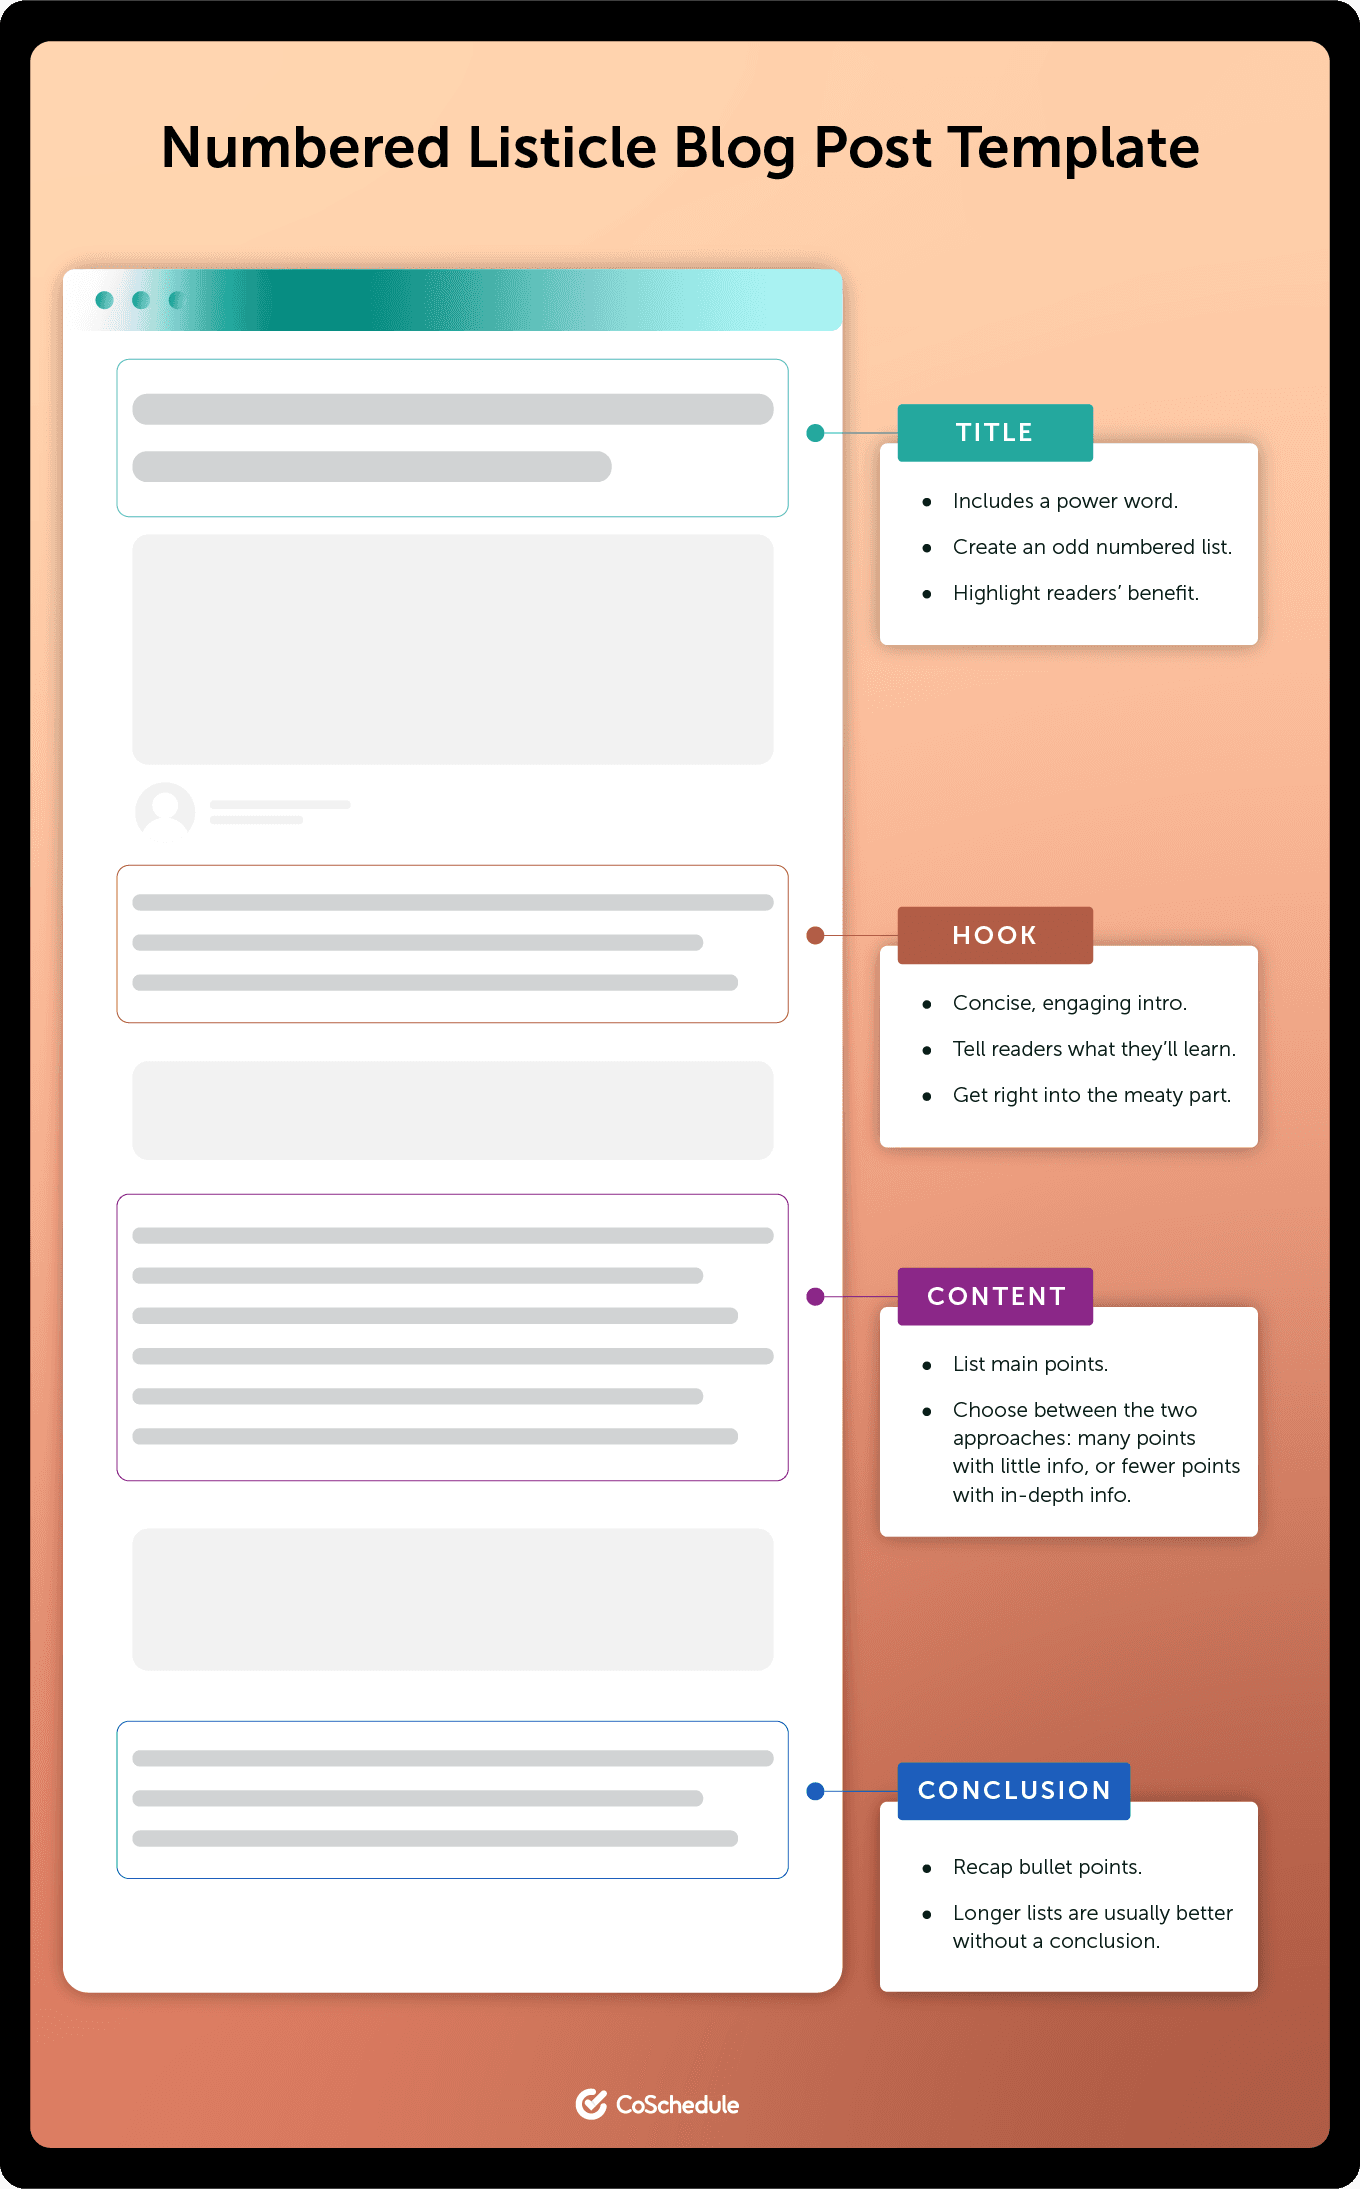 Numbered Listicle Blog Post Template
TITLE
● Includes a power word.
● Create an odd numbered list.
● Highlight readers’ benefit.
HOOK
● Concise, engaging intro.
● Tell readers what they’ll learn.
● Get right into the meaty part.
CONTENT
● List main points.
● Choose between the two
approaches: many points
with little info, or fewer points
with in-depth info.
CONCLUSION
● Recap bullet points.
● Longer lists are usually better
without a conclusion.
CoSchedule